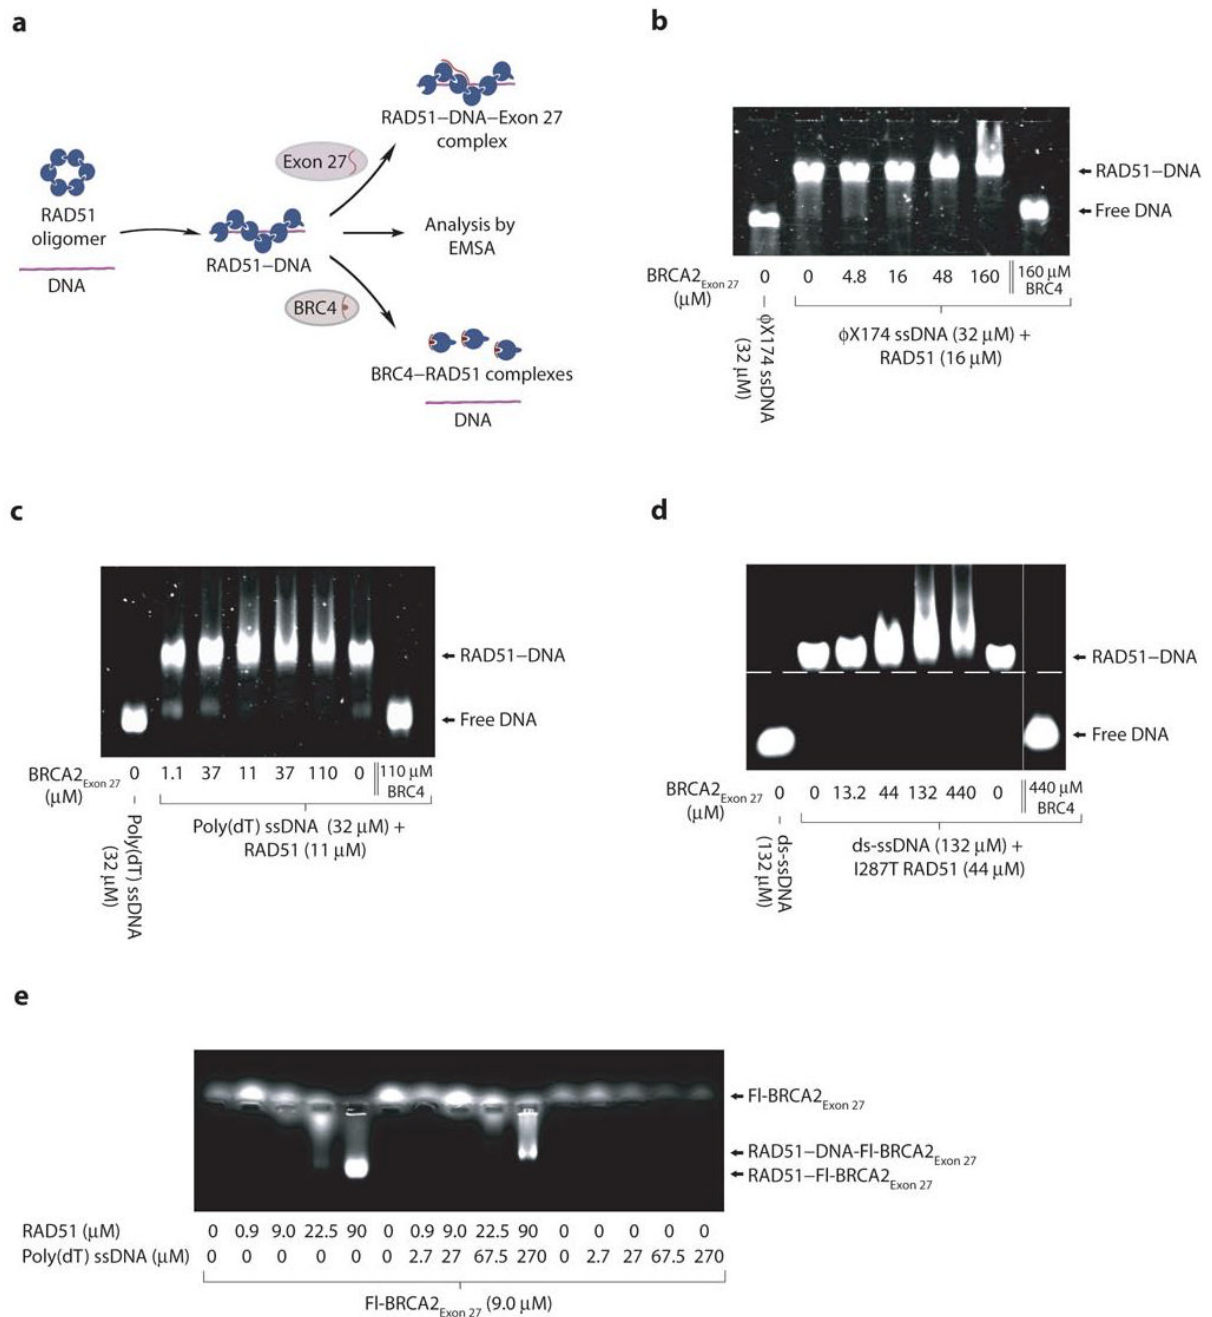 a
RAD51–DNA–Exon 27
complex
Exon 27
RAD51
oligomer
DNA
RAD51–DNA
Analysis by
EMSA
BRC4
BRC4–RAD51 complexes
DNA
b
RAD51–DNA
Free DNA
BRCA2Exon 27
(μM)
0 0 4.8 16 48 160 160 μM
BRC4
ϕX174 ssDNA
(32 μM)
ϕX174 ssDNA (32 μM) +
RAD51 (16 μM)
c
RAD51–DNA
Free DNA
BRCA2Exon 27
(μM)
0 1.1 37 11 37 110 0 110 μM
BRC4
Poly(dT) ssDNA
(32 μM)
Poly(dT) ssDNA (32 μM) +
RAD51 (11 μM)
d
RAD51–DNA
Free DNA
BRCA2Exon 27
(μM)
0 0 13.2 44 132 440 0 440 μM
BRC4
ds-ssDNA
(132 μM)
ds-ssDNA (132 μM) +
I287T RAD51 (44 μM)
e
Fl-BRCA2Exon 27
RAD51–DNA-Fl-BRCA2Exon 27
RAD51–Fl-BRCA2Exon 27
RAD51 (μM) 0 0.9 9.0 22.5 90 0 0.9 9.0 22.5 90 0 0 0 0 0
Poly(dT) ssDNA (μM) 0 0 0 0 0 0 2.7 27 67.5 270 0 2.7 27 67.5 270
Fl-BRCA2Exon 27 (9.0 μM)